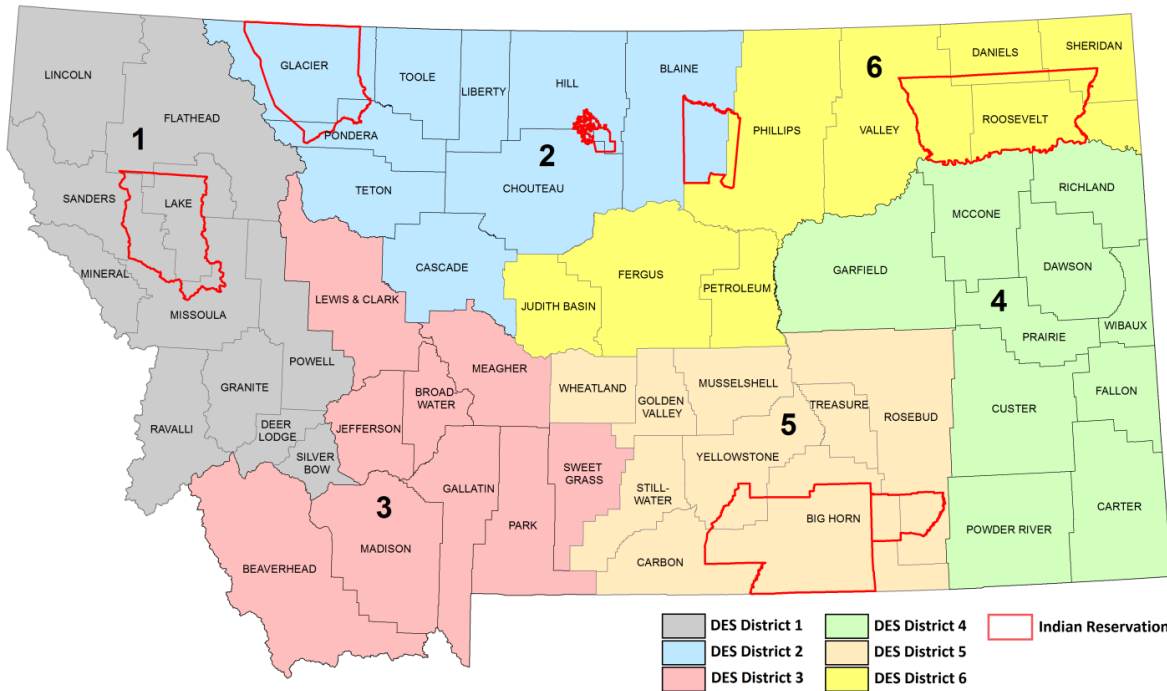 LINCOLN
FLATHEAD
1
SANDERS
LAKE
MINERAL
MISSOULA
POWELL
GRANITE
RAVALLI
DEER
LODGE
SILVER
BOW
GLACIER
TOOLE
LIBERTY
HILL
BLAINE
PONDERA
2
TETON
CHOUTEAU
CASCADE
LEWIS & CLARK
MEAGHER
BROAD
WATER
JEFFERSON
GALLATIN
SWEET
GRASS
3
PARK
MADISON
BEAVERHEAD
DANIELS
SHERIDAN
6
ROOSEVELT
PHILLIPS
VALLEY
FERGUS
PETROLEUM
JUDITH BASIN
RICHLAND
MCCONE
GARFIELD
DAWSON
4
PRAIRIE
WIBAUX
FALLON
CUSTER
CARTER
POWDER RIVER
WHEATLAND
GOLDEN
VALLEY
MUSSELSHELL
TREASURE
ROSEBUD
5
YELLOWSTONE
STILL-
WATER
BIG HORN
CARBON
DES District 1
DES District 2
DES District 3
DES District 4
DES District 5
DES District 6
Indian Reservation